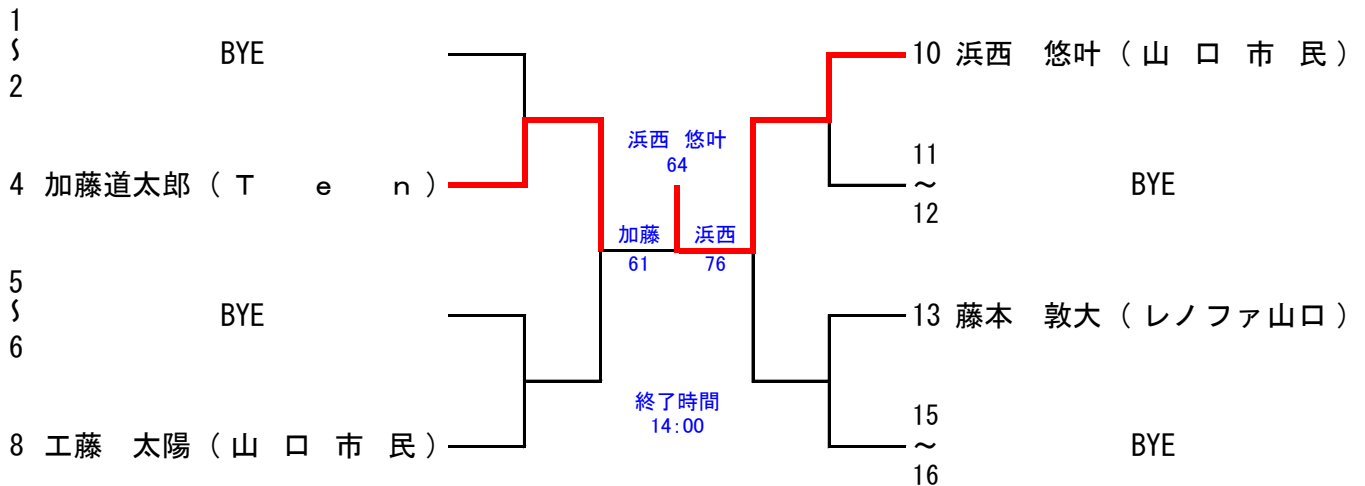 1
〜
2
BYE
4 加藤道太郎（Ｔ　ｅ　ｎ）
5
〜
6
BYE
8 工藤　太陽（山　口　市　民）
浜西 悠叶
64
加藤
61
浜西
76
終了時間
14:00
10 浜西　悠叶（山　口　市　民）
11
～
12
BYE
13 藤本　敦大（レノファ山口）
15
～
16
BYE